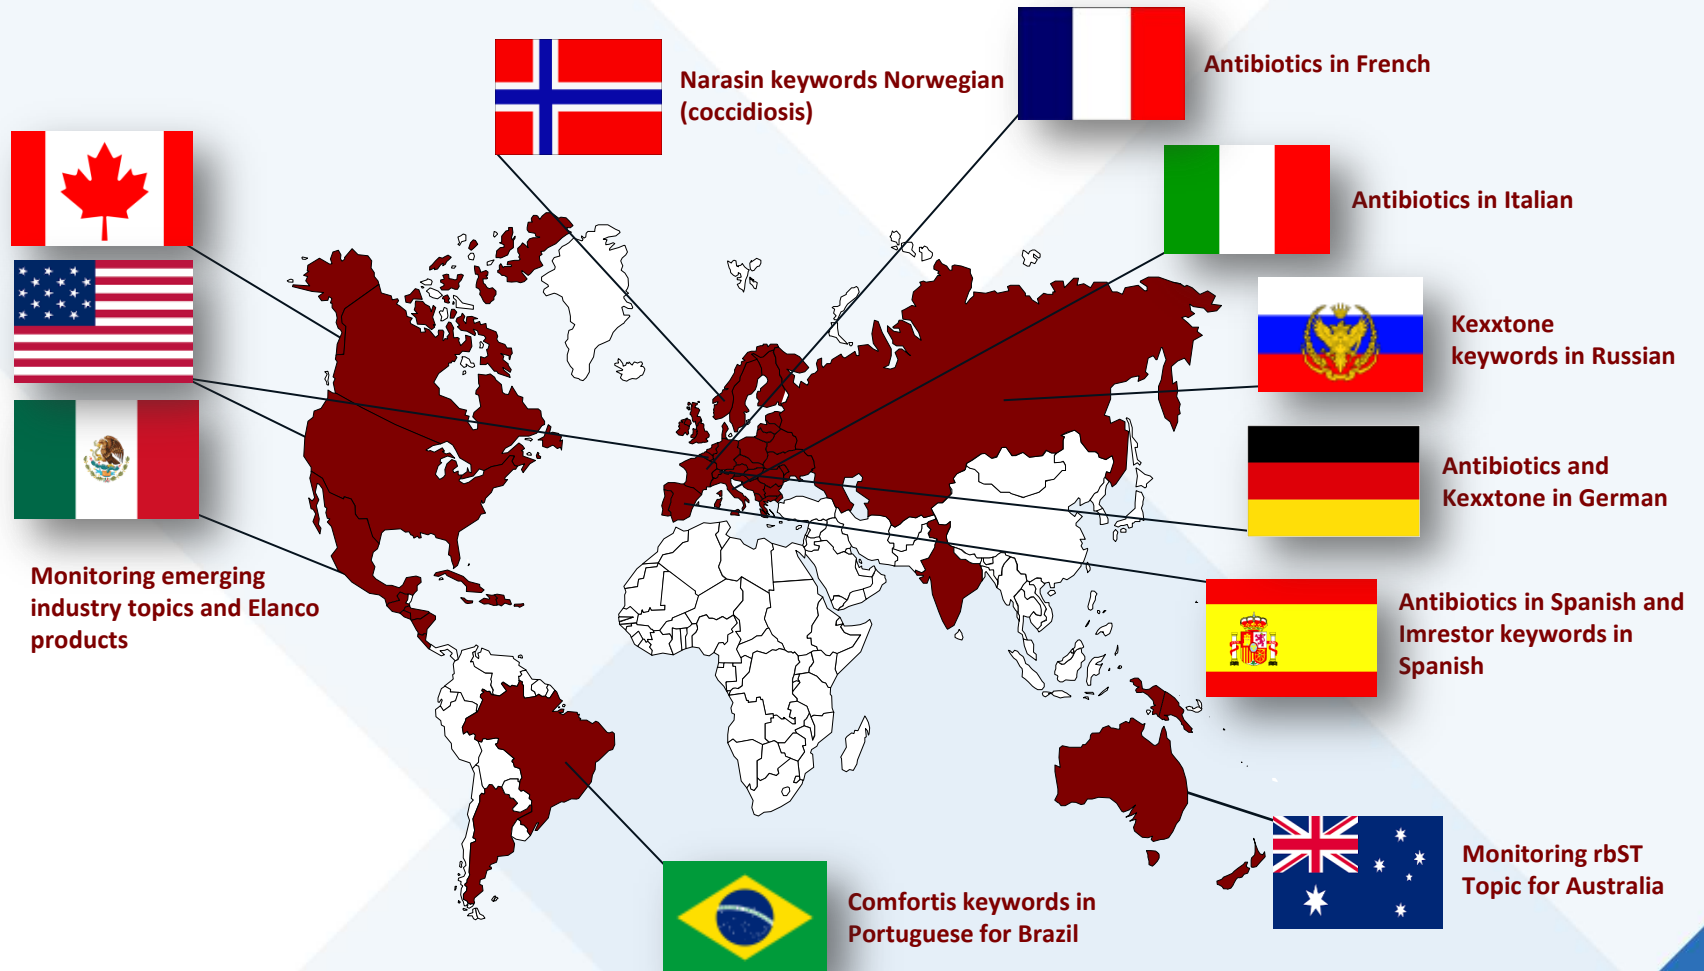 Narasin keywords Norwegian
(coccidiosis)
Antibiotics in French
Antibiotics in Italian
Kexxtone
keywords in Russian
Antibiotics and
Kexxtone in German
Antibiotics in Spanish and
Imrestor keywords in
Spanish
Monitoring emerging
industry topics and Elanco
products
Monitoring rbST
Topic for Australia
Comfortis keywords in
Portuguese for Brazil